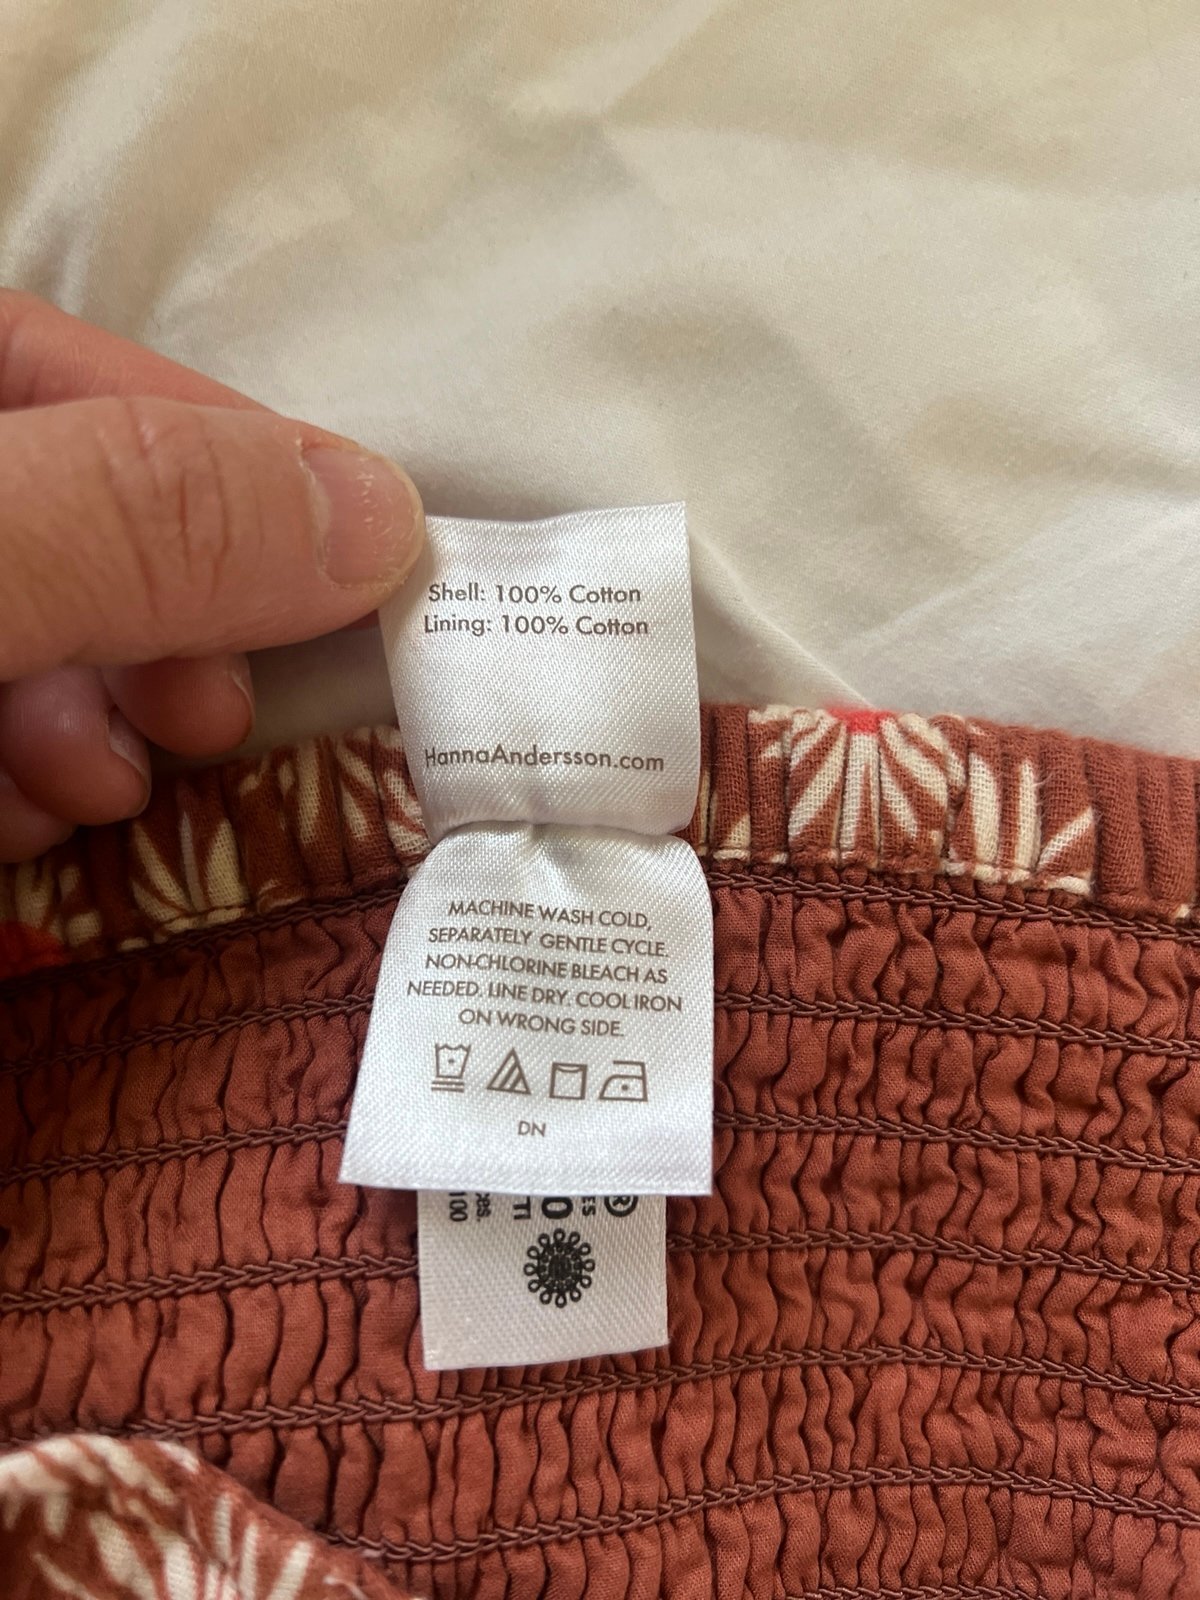 Shell: 100% Cotton
Lining: 100% Cotton
HannaAndersson.com
MACHINE WASH COLD,
SEPARATELY GENTLE CYCLE.
NON-CHLORINE BLEACH AS
NEEDED. LINE DRY. COOL IRON
ON WRONG SIDE.
DN
®
100